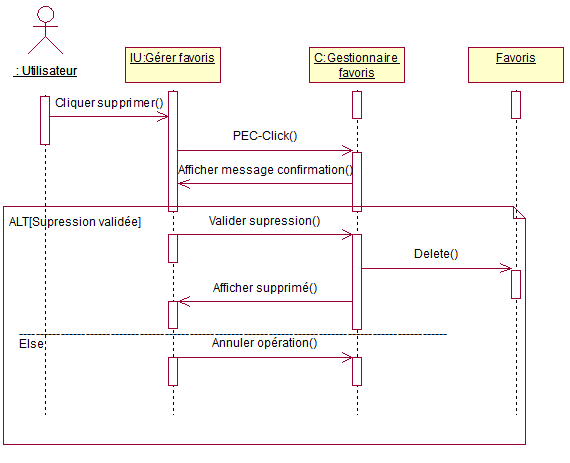 : Utilisateur
IU:Gérer favoris
C:Gestionnaire
favoris
Favoris
Cliquer supprimer()
PEC-Click()
Afficher message confirmation()
ALT[Supression validée]
Valider supression()
Delete()
Afficher supprimé()
Else
Annuler opération()